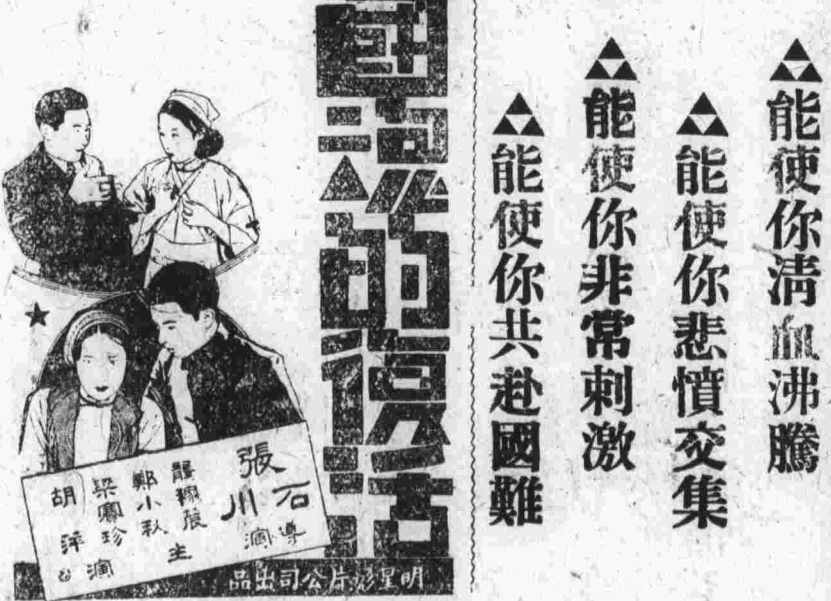 能使你淸血沸騰
能使你悲憤交集
能使你非常刺激
能使你共赴國難
國魂的復活
張石川
導演
龔稼農
鄭小秋
主演
梁賽珍
胡萍
明星影片公司出品